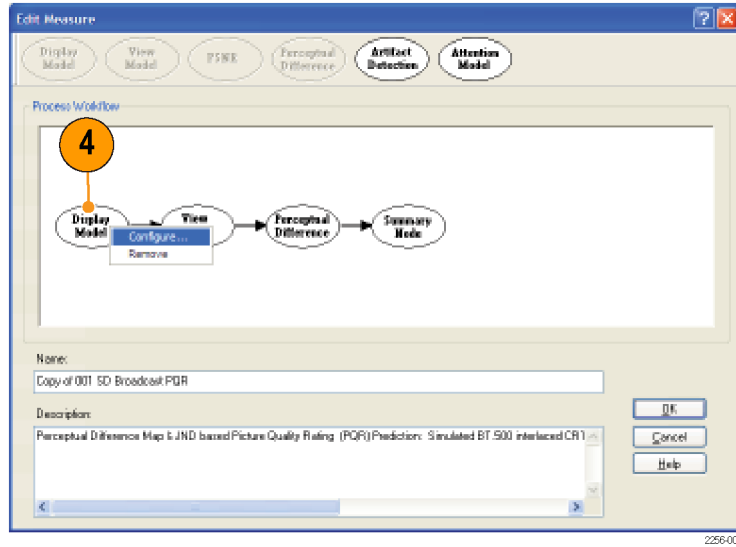 Edit Measure
Display Model
View Model
PSNR
Perceptual Difference
Artifact Detection
Attention Model
Process Workflow
4
Display Model
View
Perceptual Difference
Summary Node
Configure...
Remove
Name:
Copy of 001 SD Broadcast PQR
Description:
Perceptual Difference Map & JND based Picture Quality Rating (PQR) Prediction: Simulated BT.500 interlaced CRT
OK
Cancel
Help
2256-00